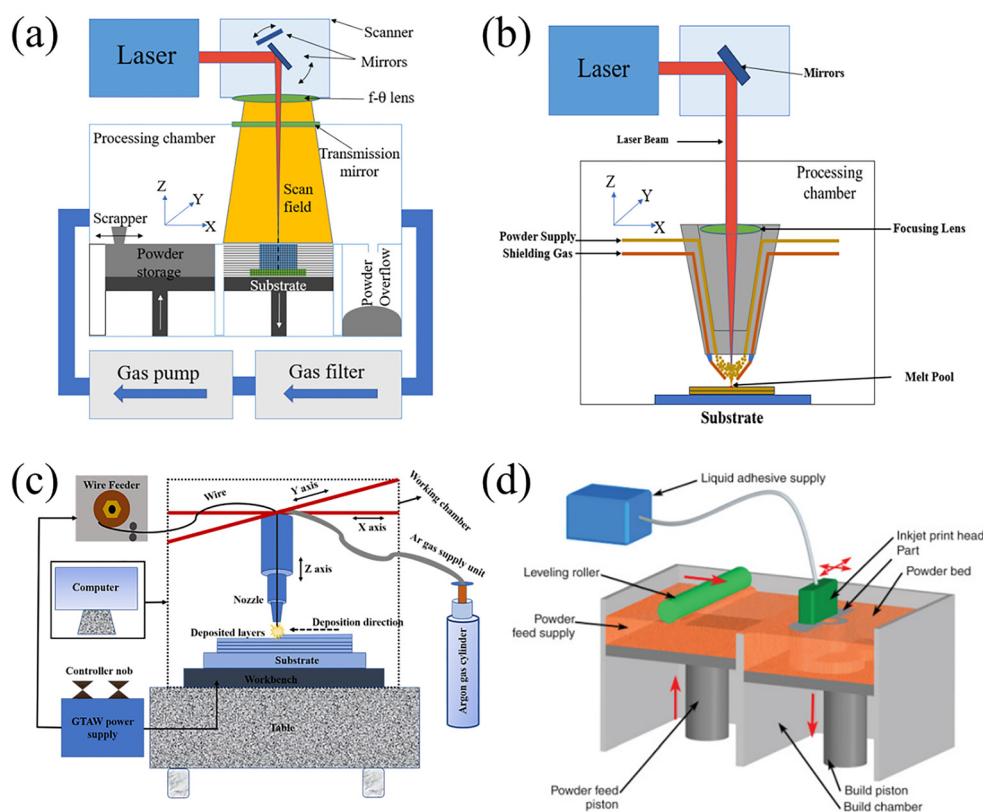 (a)
Laser
Scanner
Mirrors
f-θ lens
Processing chamber
Transmission
mirror
Z
Y
X
Scan
field
Scrapper
Powder
storage
Substrate
Powder
Overflow
Gas pump
Gas filter
(b)
Laser
Mirrors
Laser Beam
Processing
chamber
Z
Y
X
Powder Supply
Shielding Gas
Focusing Lens
Melt Pool
Substrate
(c)
Wire Feeder
Wire
Y axis
X axis
Working chamber
Ar gas supply unit
Computer
Z axis
Nozzle
Deposited layers
Deposition direction
Substrate
Workbench
Controller nob
GTAW power
supply
Table
Argon gas cylinder
(d)
Liquid adhesive supply
Inkjet print head
Part
Leveling roller
Powder bed
Powder
feed supply
Powder feed
piston
Build piston
Build chamber